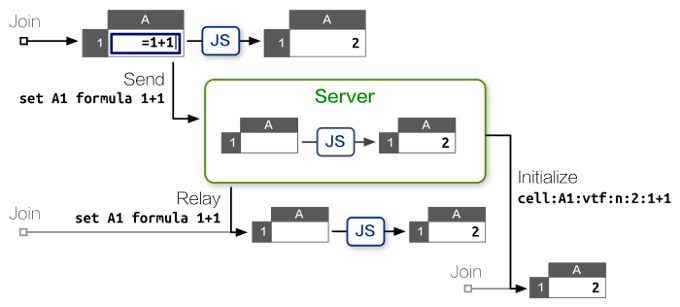 Join
A
1 =1+1
JS
A
1 2
Send
set A1 formula 1+1
Server
A
1
JS
A
1 2
Initialize
cell:A1:vtf:n:2:1+1
Relay
set A1 formula 1+1
Join
A
1
JS
A
1 2
Join
A
1 2